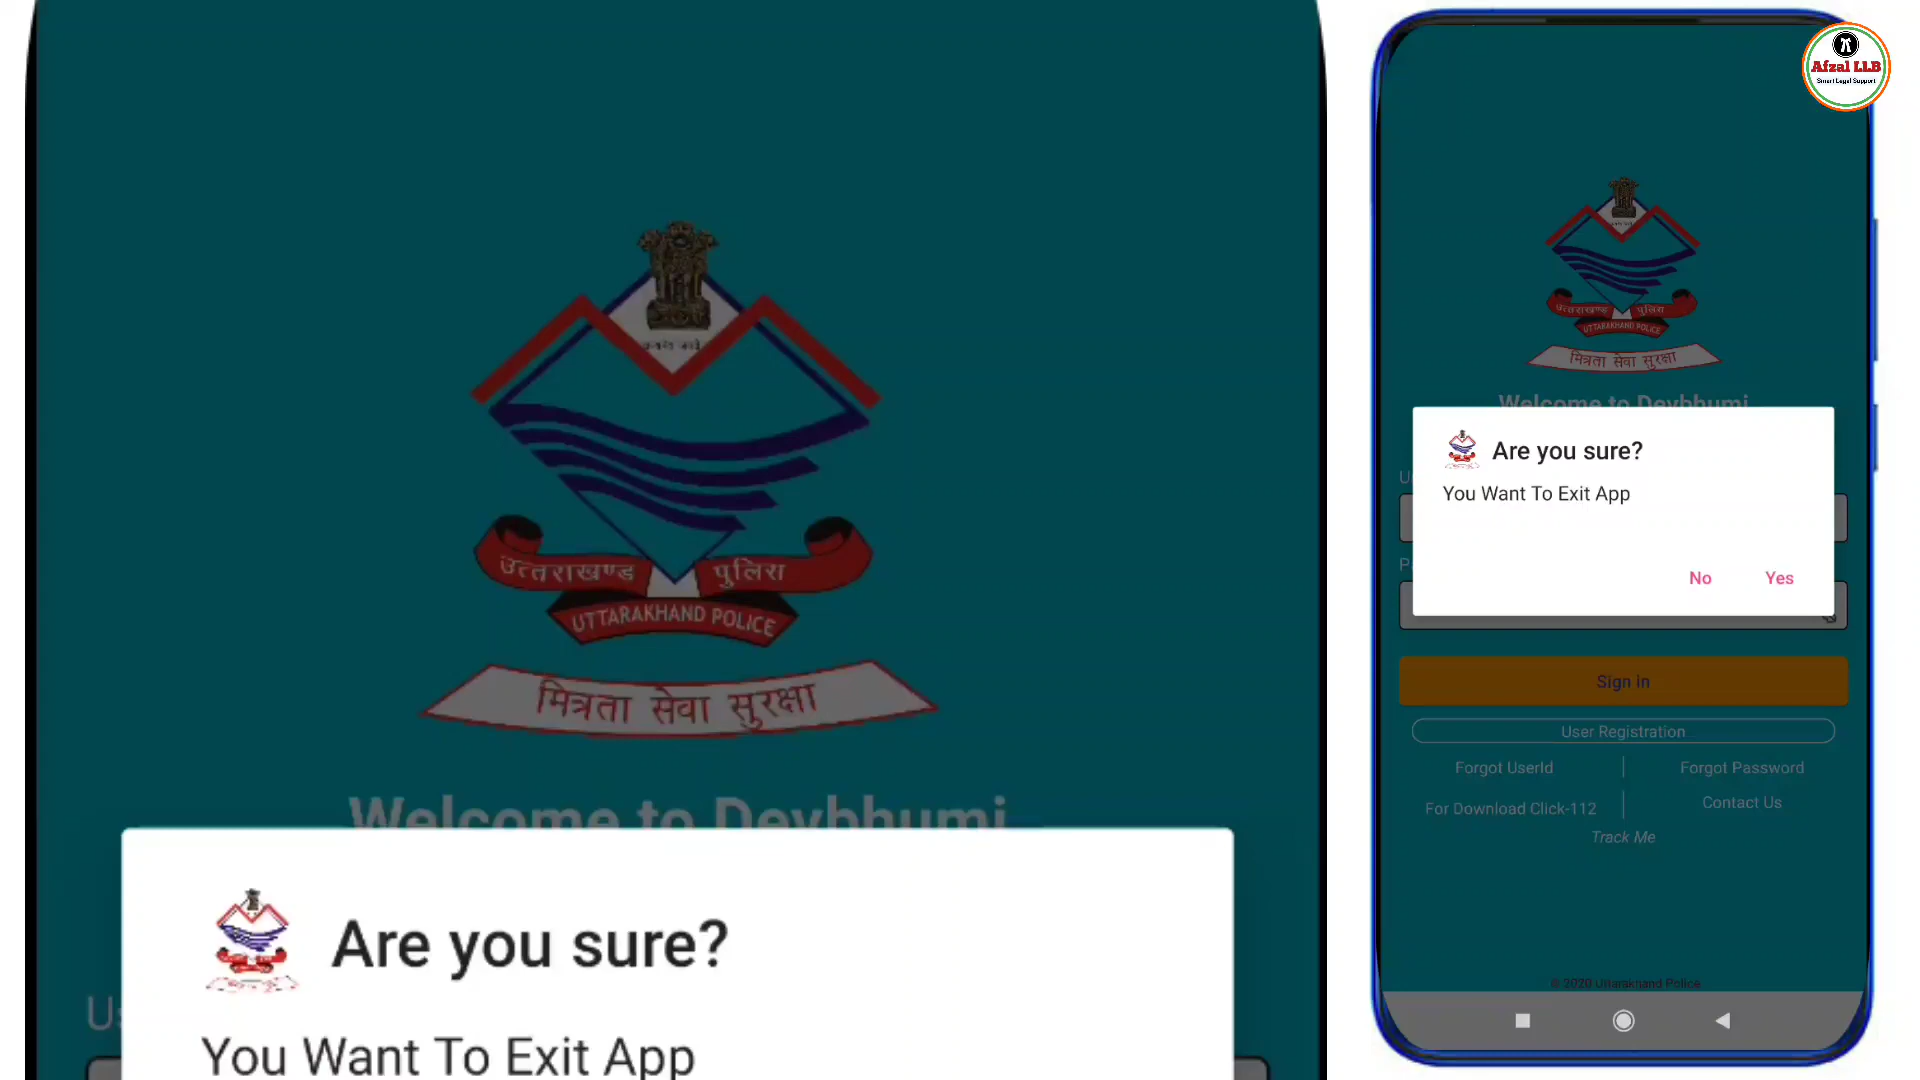 उत्तराखण्ड पुलिस
UTTARAKHAND POLICE
मित्रता सेवा सुरक्षा
Welcome to Devbhumi
Are you sure?
You Want To Exit App
Afzal LLB
Smart Legal Support
उत्तराखण्ड पुलिस
UTTARAKHAND POLICE
मित्रता सेवा सुरक्षा
Welcome to Devbhumi
Are you sure?
You Want To Exit App
No Yes
Sign in
User Registration
Forgot UserId Forgot Password
For Download Click-112 Contact Us
Track Me
© 2020 Uttarakhand Police